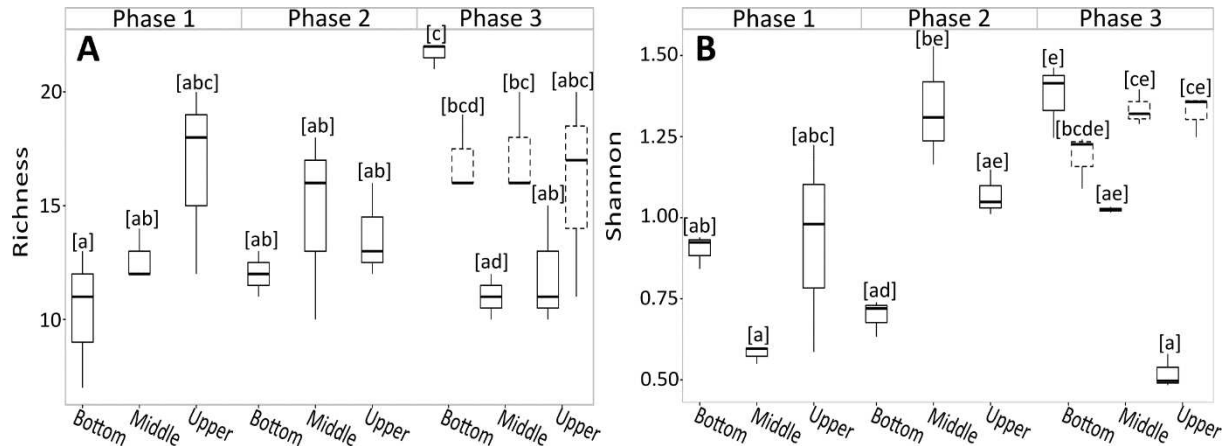 Phase 1 Phase 2 Phase 3
A
[c]
[abc]
[bc]
[abc]
[bcd]
[ab]
[ab]
[ab]
[ab]
[a]
[ab]
[ad]
20
15
10
Richness
Bottom Middle Upper Bottom Middle Upper Bottom Middle Upper
Phase 1 Phase 2 Phase 3
B
[be]
[e]
[ce]
[ce]
[abc]
[bcde]
[ae]
[ab]
[ae]
[ad]
[a]
[a]
1.50
1.25
1.00
0.75
0.50
Shannon
Bottom Middle Upper Bottom Middle Upper Bottom Middle Upper